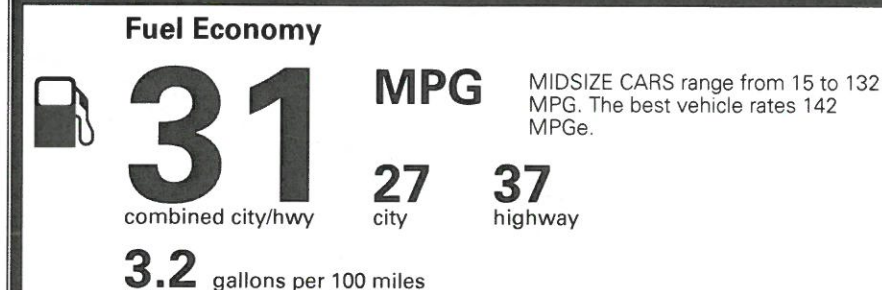 Fuel Economy
31 MPG
combined city/hwy
27
city
37
highway
MIDSIZE CARS range from 15 to 132
MPG. The best vehicle rates 142
MPGe.
3.2 gallons per 100 miles